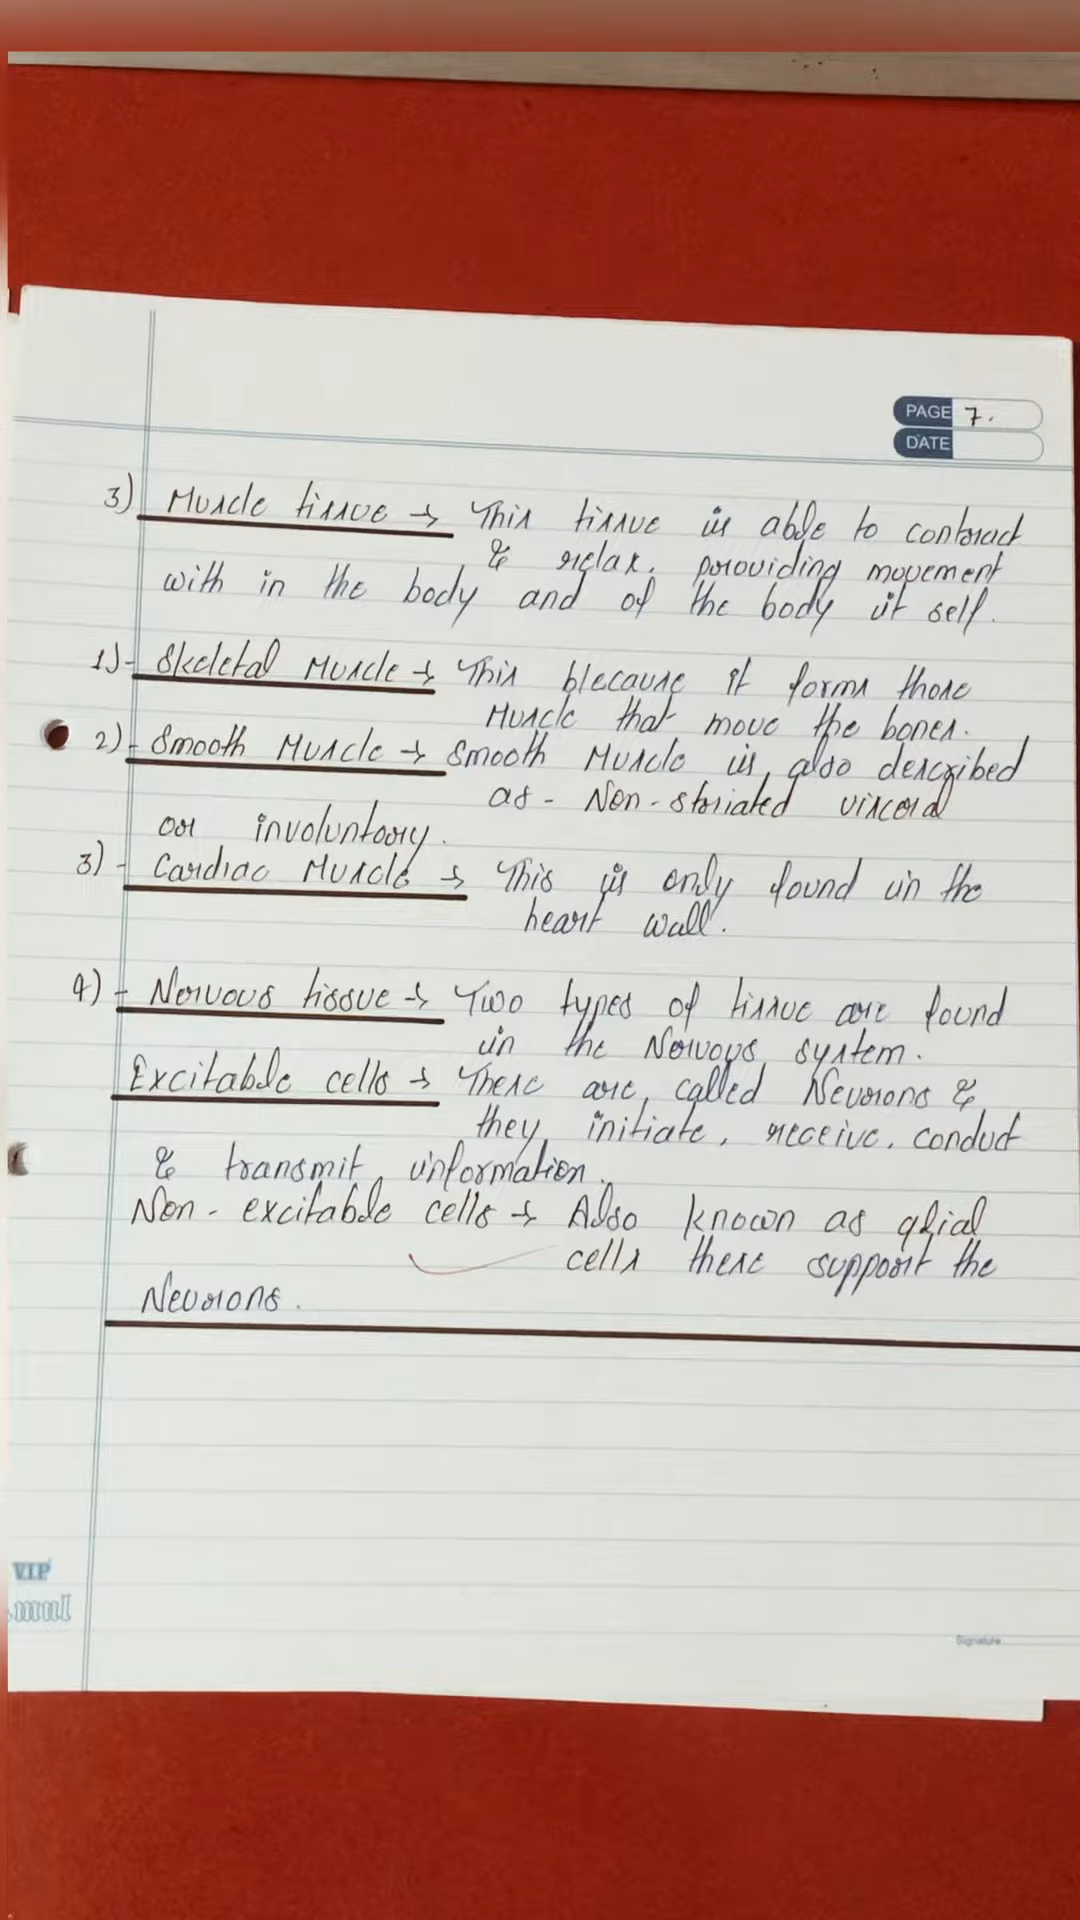 PAGE 7.
DATE
3) Muscle tissue → This tissue is able to contract
& relax, providing movement
with in the body and of the body it self.
1)- Skeletal Muscle → This blecause it forms those
Muscle that move the bones.
2)- Smooth Muscle → Smooth Muscle is also described
as - Non-striated visceral
or involuntory.
3)- Cardiac Muscle → This is only found in the
heart wall.
4)- Nervous tissue → Two types of tissue are found
in the Nervous system.
Excitable cells → These are called Neurons &
they initiate, receive, conduct
& transmit information.
Non-excitable cells → Also known as glial
cells these support the
Neurons.
VIP
Signature